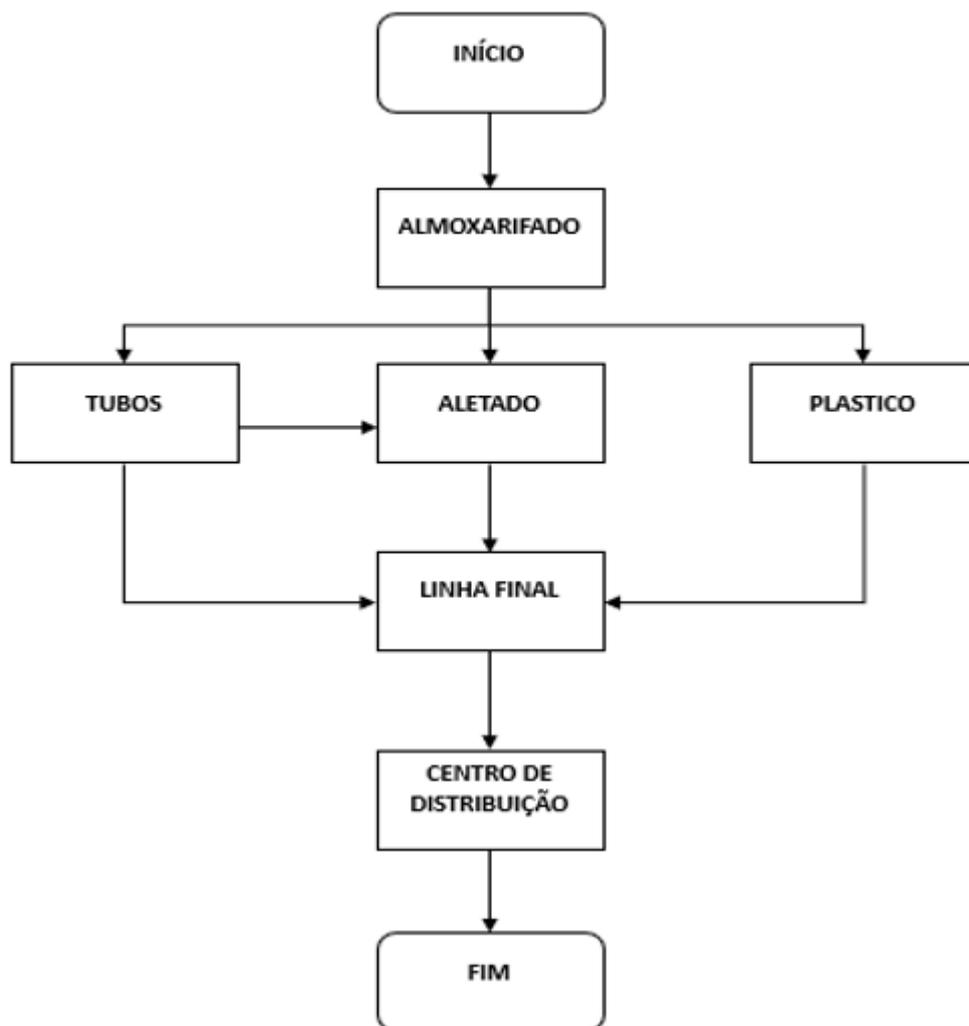 INÍCIO
ALMOXARIFADO
TUBOS
ALETADO
PLASTICO
LINHA FINAL
CENTRO DE
DISTRIBUIÇÃO
FIM